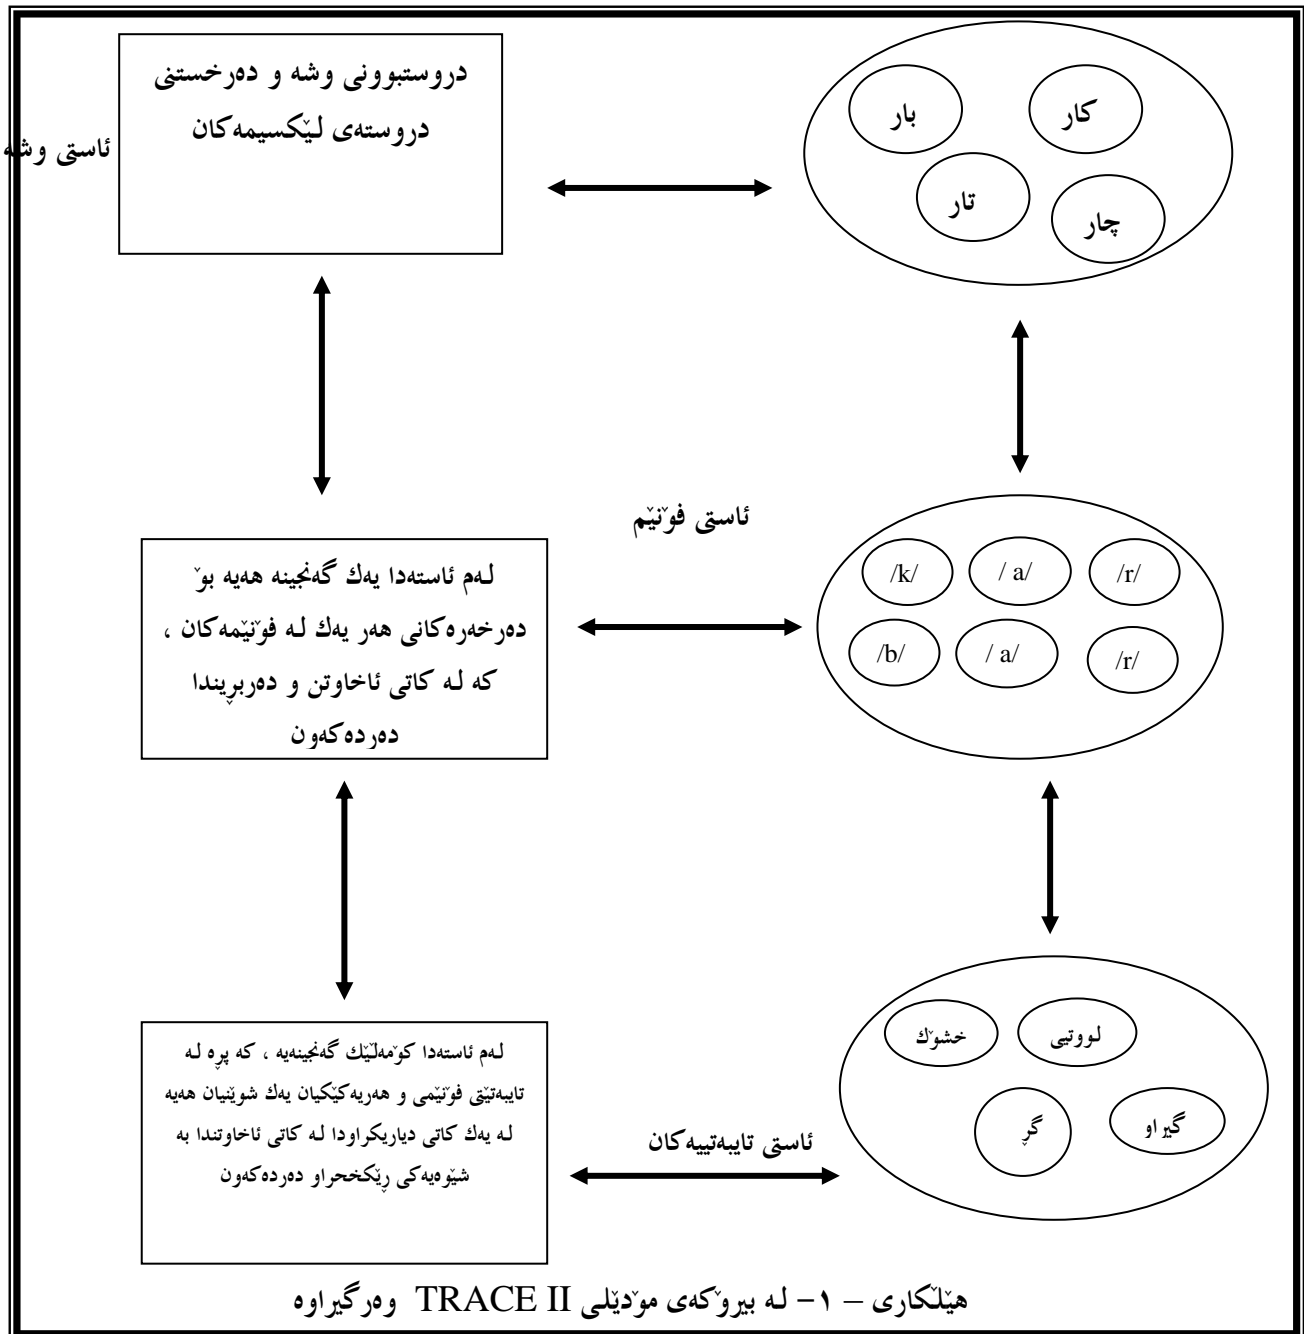 دروستبوونی وشە و دەرخستنی
دروستەی لێکسیمەکان
ئاستی وشە
کار
بار
تار
چار
ئاستی فۆنێم
لەم ئاستەدا یەك گەنجینە هەیە بۆ
دەرخەرەکانی هەر یەك لە فۆنێمەکان ،
کە لە کاتی ئاخاوتن و دەربڕیندا
دەردەکەون
/k/ / a/ /r/
/b/ / a/ /r/
لەم ئاستەدا کۆمەڵێك گەنجینەیە ، کە پڕە لە
تایبەتێتی فۆنێمی و هەریەکێکیان یەك شوێنیان هەیە
لە یەك کاتی دیاریکراودا لە کاتی ئاخاوتندا بە
شێوەیەکی ڕێکخحراو دەردەکەون
ئاستی تایبەتییەکان
لووتیی
خشۆك
گیراو
گڕ
هێڵکاری – ١– لە بیرۆکەی مۆدێلی TRACE II وەرگیراوە